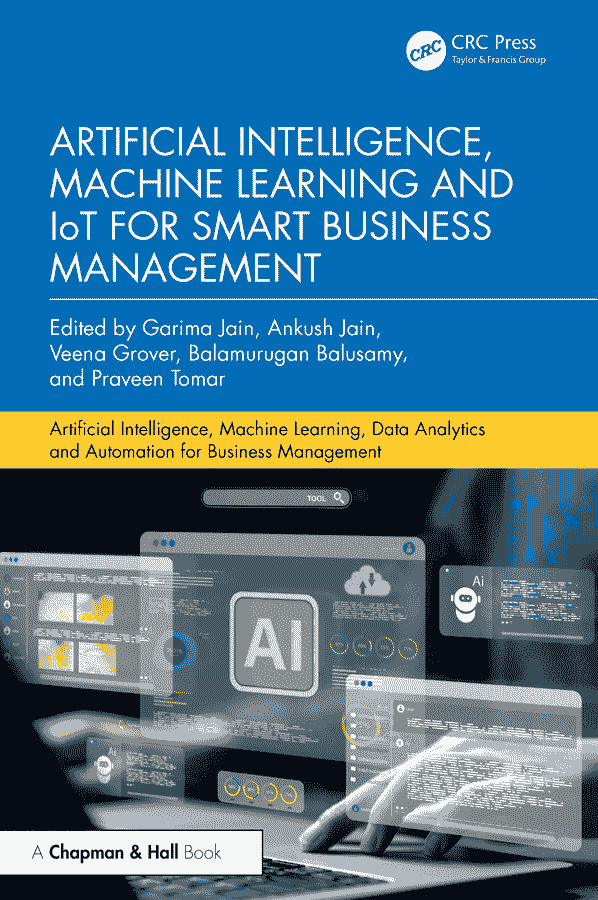 CRC
CRC Press
Taylor & Francis Group
ARTIFICIAL INTELLIGENCE,
MACHINE LEARNING AND
IoT FOR SMART BUSINESS
MANAGEMENT
Edited by Garima Jain, Ankush Jain,
Veena Grover, Balamurugan Balusamy,
and Praveen Tomar
Artificial Intelligence, Machine Learning, Data Analytics
and Automation for Business Management
TOOL
Ai
AI
Ai
A Chapman & Hall Book